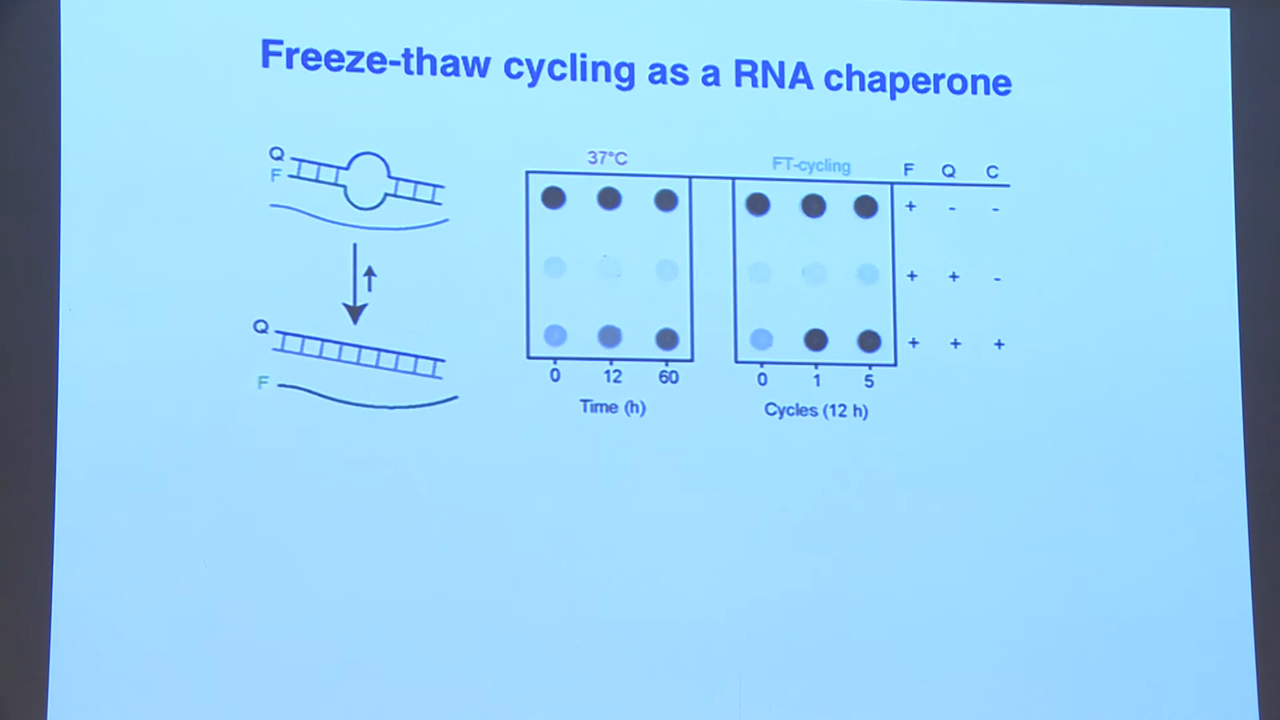 Freeze-thaw cycling as a RNA chaperone
Q
F
Q
F
37°C
0 12 60
Time (h)
FT-cycling
0 1 5
Cycles (12 h)
F Q C
+ - -
+ + -
+ + +